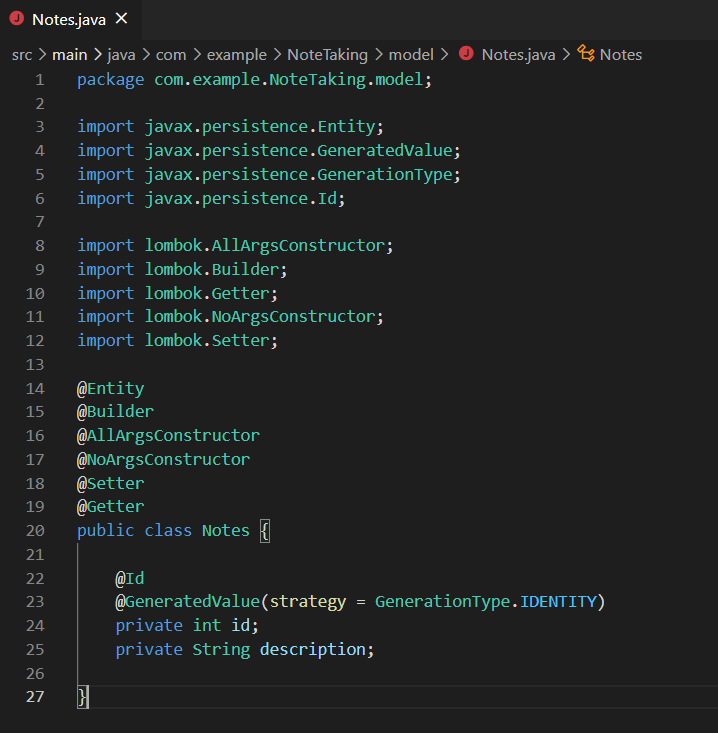 Notes.java
src > main > java > com > example > NoteTaking > model > Notes.java > Notes
1 package com.example.NoteTaking.model;
2
3 import javax.persistence.Entity;
4 import javax.persistence.GeneratedValue;
5 import javax.persistence.GenerationType;
6 import javax.persistence.Id;
7
8 import lombok.AllArgsConstructor;
9 import lombok.Builder;
10 import lombok.Getter;
11 import lombok.NoArgsConstructor;
12 import lombok.Setter;
13
14 @Entity
15 @Builder
16 @AllArgsConstructor
17 @NoArgsConstructor
18 @Setter
19 @Getter
20 public class Notes {
21
22 @Id
23 @GeneratedValue(strategy = GenerationType.IDENTITY)
24 private int id;
25 private String description;
26
27 }